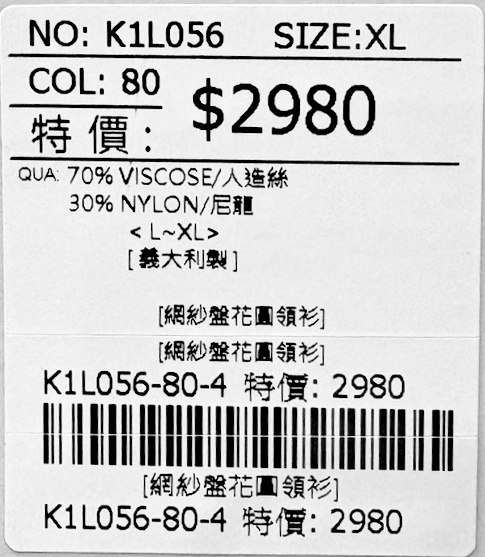 NO: K1L056 SIZE:XL
COL: 80
特價: $2980
QUA: 70% VISCOSE/人造絲
30% NYLON/尼龍
< L~XL>
[義大利製]
[網紗盤花圓領衫]
[網紗盤花圓領衫]
K1L056-80-4 特價: 2980
[網紗盤花圓領衫]
K1L056-80-4 特價: 2980